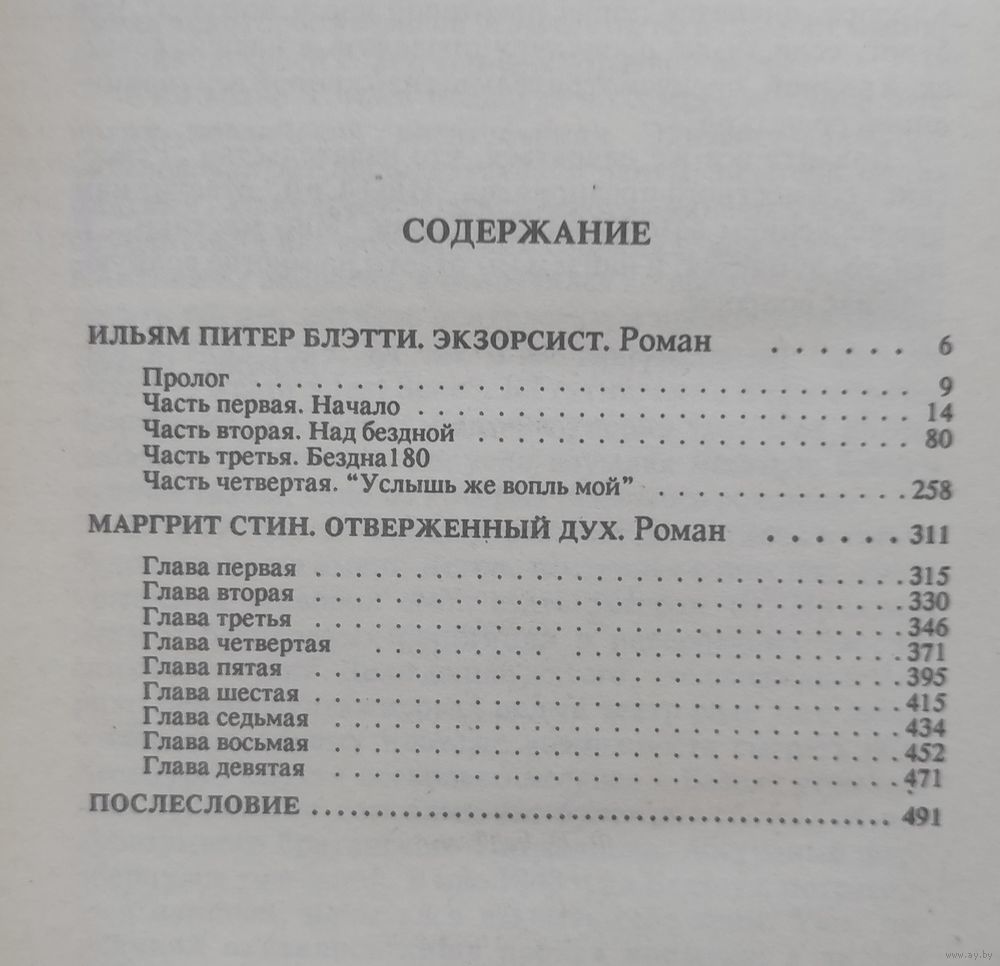 СОДЕРЖАНИЕ
ИЛЬЯМ ПИТЕР БЛЭТТИ. ЭКЗОРСИСТ. Роман . . . . . . 6
Пролог . . . . . . . . . . . . . . . . . . . . . . . . . . . . . . . . . 9
Часть первая. Начало . . . . . . . . . . . . . . . . . . . . . . . . . 14
Часть вторая. Над бездной . . . . . . . . . . . . . . . . . . . . . . 80
Часть третья. Бездна180
Часть четвертая. “Услышь же вопль мой” . . . . . . . . . . . . . 258
МАРГРИТ СТИН. ОТВЕРЖЕННЫЙ ДУХ. Роман . . . . . . . 311
Глава первая . . . . . . . . . . . . . . . . . . . . . . . . . . . . . . 315
Глава вторая . . . . . . . . . . . . . . . . . . . . . . . . . . . . . . 330
Глава третья . . . . . . . . . . . . . . . . . . . . . . . . . . . . . . 346
Глава четвертая . . . . . . . . . . . . . . . . . . . . . . . . . . 371
Глава пятая . . . . . . . . . . . . . . . . . . . . . . . . . . . . . . 395
Глава шестая . . . . . . . . . . . . . . . . . . . . . . . . . . . . . . 415
Глава седьмая . . . . . . . . . . . . . . . . . . . . . . . . . . . . . 434
Глава восьмая . . . . . . . . . . . . . . . . . . . . . . . . . . . . . 452
Глава девятая . . . . . . . . . . . . . . . . . . . . . . . . . . . . . 471
ПОСЛЕСЛОВИЕ . . . . . . . . . . . . . . . . . . . . . . . . . . . . . . 491
www.ay.by